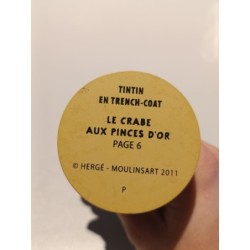 TINTIN
EN TRENCH-COAT
LE CRABE
AUX PINCES D'OR
PAGE 6
© HERGÉ - MOULINSART 2011
P